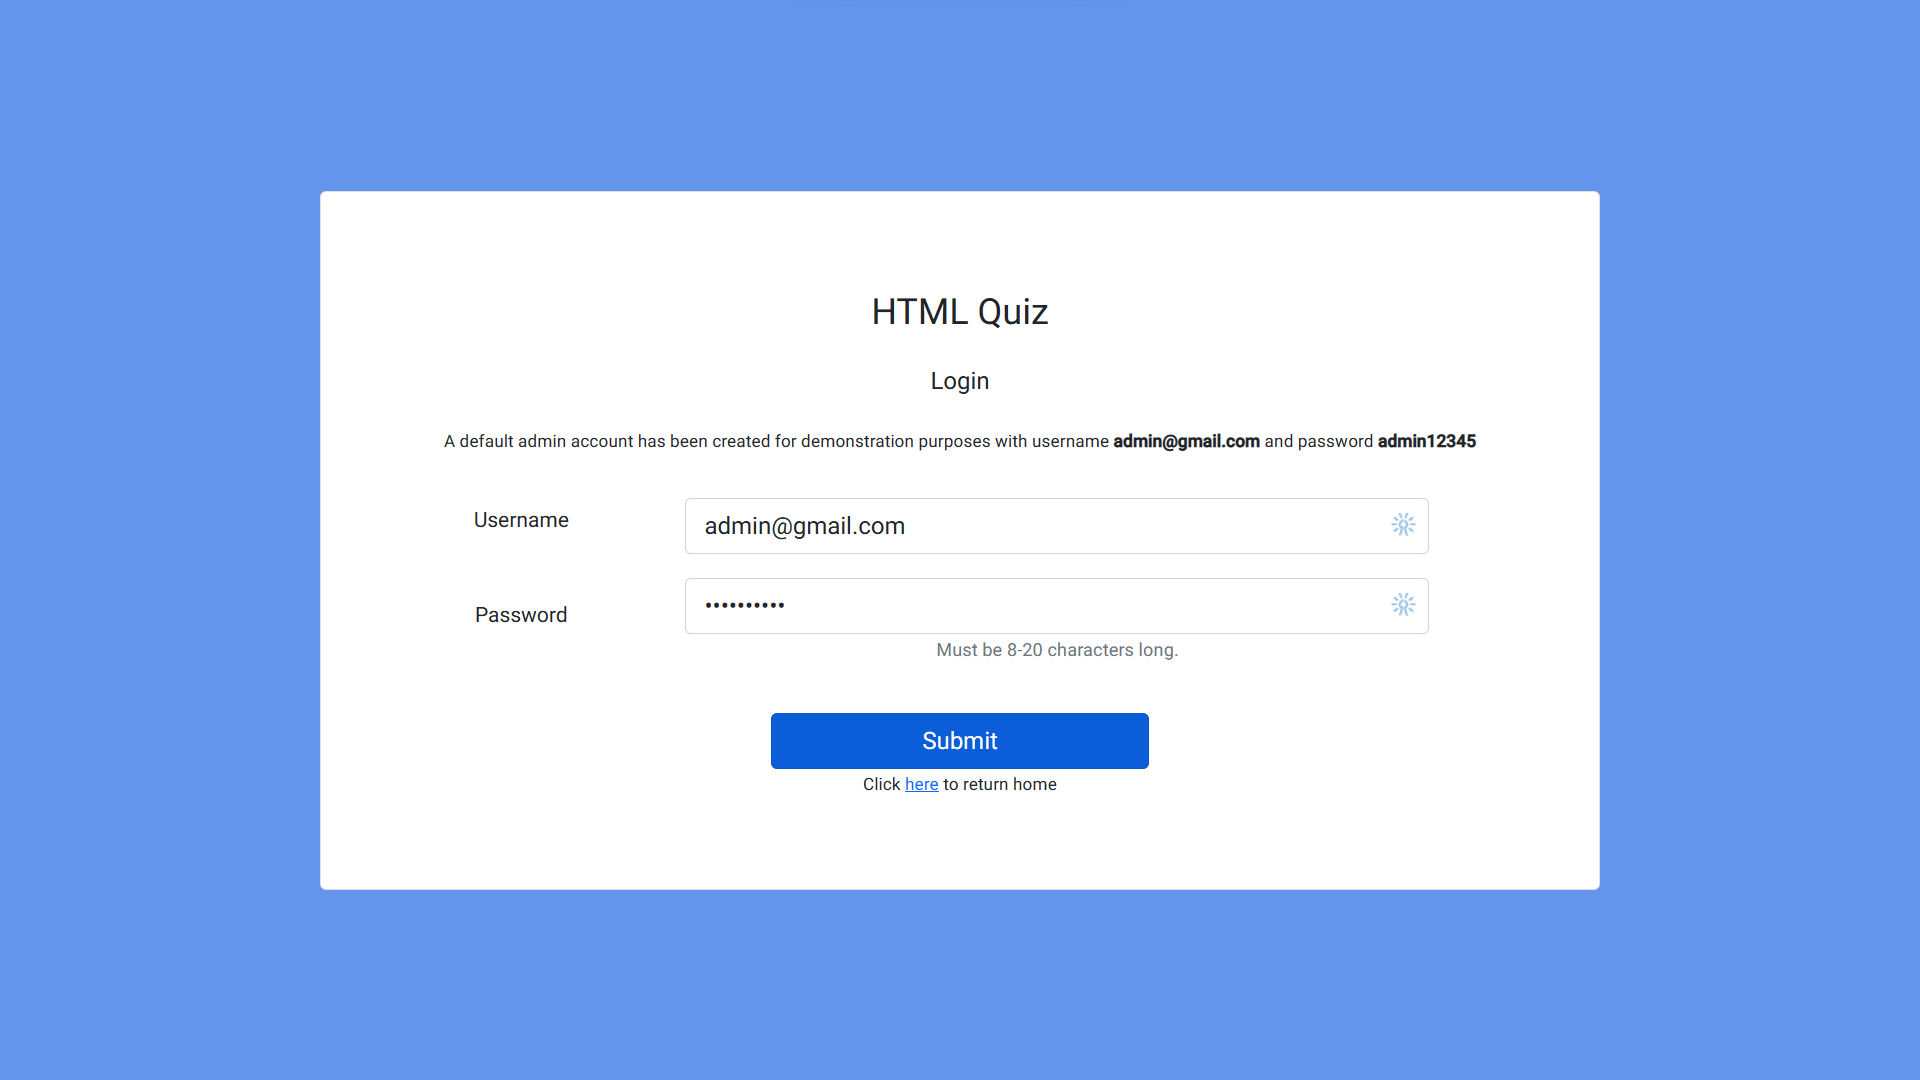 HTML Quiz
Login
A default admin account has been created for demonstration purposes with username admin@gmail.com and password admin12345
Username
admin@gmail.com
Password
••••••••••
Must be 8-20 characters long.
Submit
Click here to return home